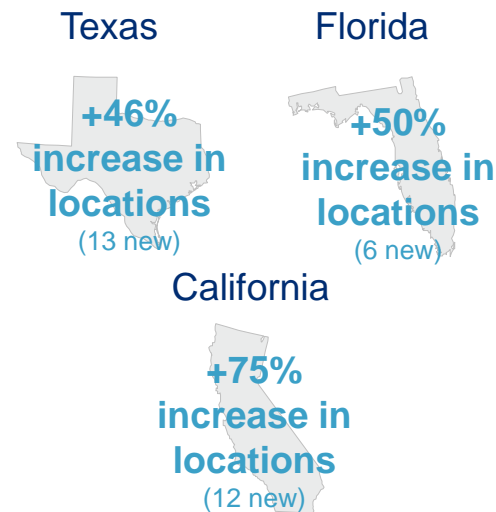 Texas
+46%
increase in
locations
(13 new)
Florida
+50%
increase in
locations
(6 new)
California
+75%
increase in
locations
(12 new)